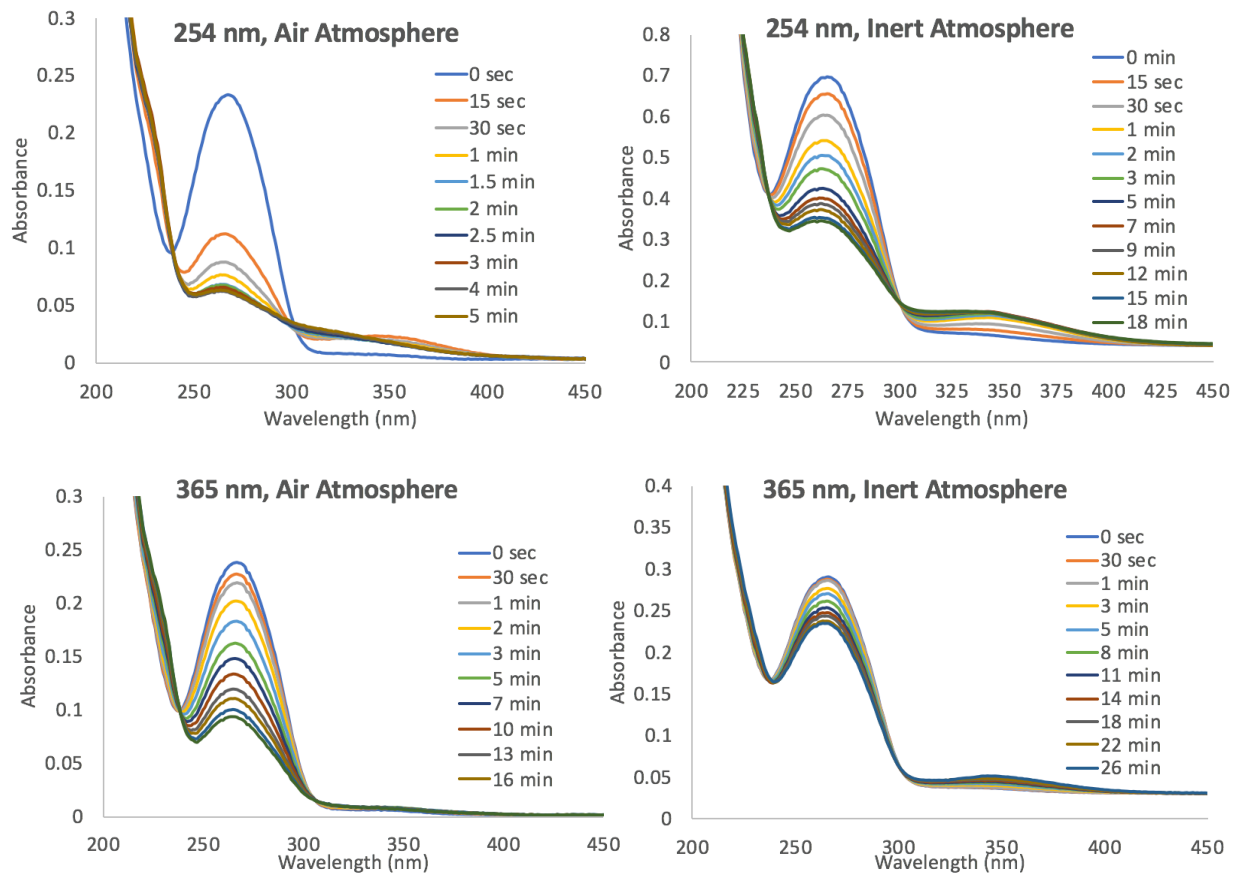 254 nm, Air Atmosphere
0.3
0.25
0.2
0.15
0.1
0.05
0
Absorbance
200
250
300
350
400
450
Wavelength (nm)
0 sec
15 sec
30 sec
1 min
1.5 min
2 min
2.5 min
3 min
4 min
5 min
254 nm, Inert Atmosphere
0.8
0.7
0.6
0.5
0.4
0.3
0.2
0.1
0
Absorbance
200
225
250
275
300
325
350
375
400
425
450
Wavelength (nm)
0 min
15 sec
30 sec
1 min
2 min
3 min
5 min
7 min
9 min
12 min
15 min
18 min
365 nm, Air Atmosphere
0.3
0.25
0.2
0.15
0.1
0.05
0
Absorbance
200
250
300
350
400
450
Wavelength (nm)
0 sec
30 sec
1 min
2 min
3 min
5 min
7 min
10 min
13 min
16 min
365 nm, Inert Atmosphere
0.4
0.35
0.3
0.25
0.2
0.15
0.1
0.05
0
Absorbance
200
250
300
350
400
450
Wavelength (nm)
0 sec
30 sec
1 min
3 min
5 min
8 min
11 min
14 min
18 min
22 min
26 min